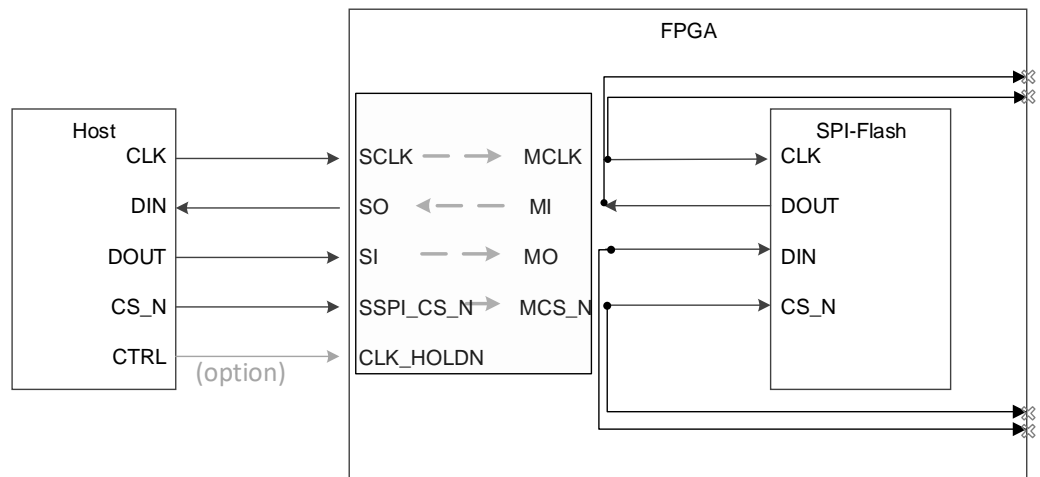 FPGA
Host
SPI-Flash
CLK SCLK MCLK CLK
DIN SO MI DOUT
DOUT SI MO DIN
CS_N SSPI_CS_N MCS_N CS_N
CTRL CLK_HOLDN
(option)